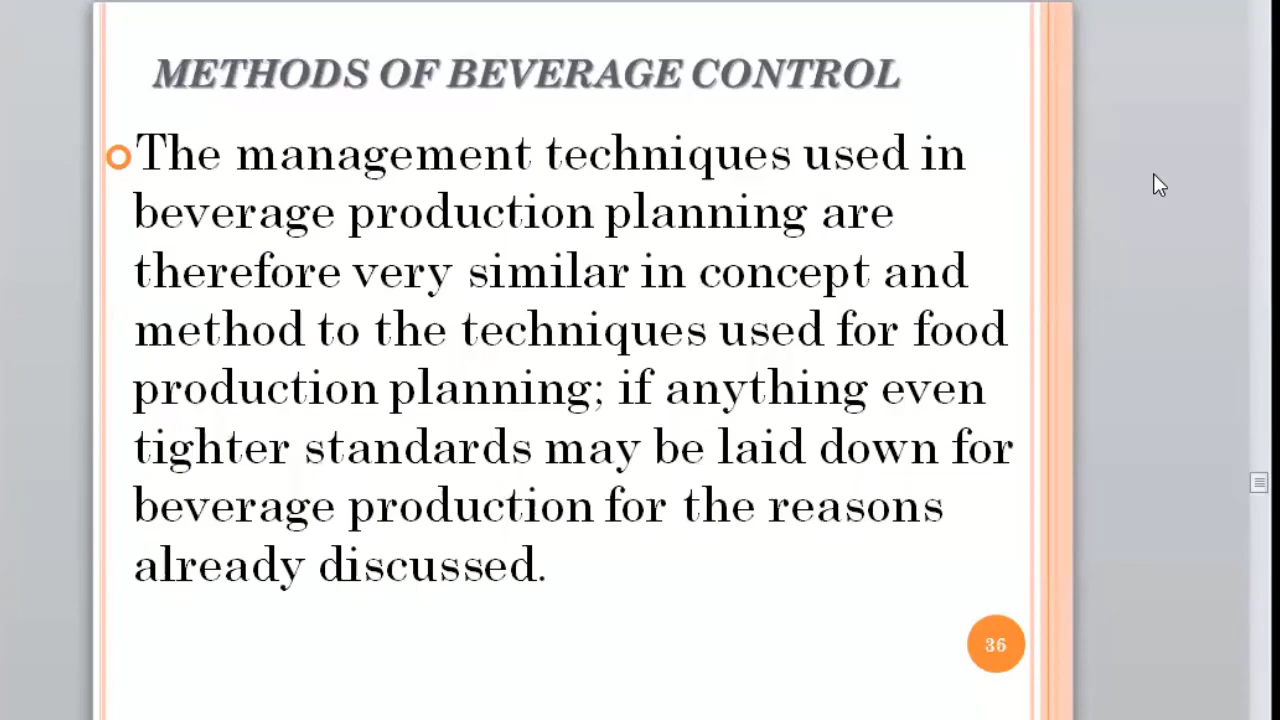 METHODS OF BEVERAGE CONTROL
The management techniques used in
beverage production planning are
therefore very similar in concept and
method to the techniques used for food
production planning; if anything even
tighter standards may be laid down for
beverage production for the reasons
already discussed.
36